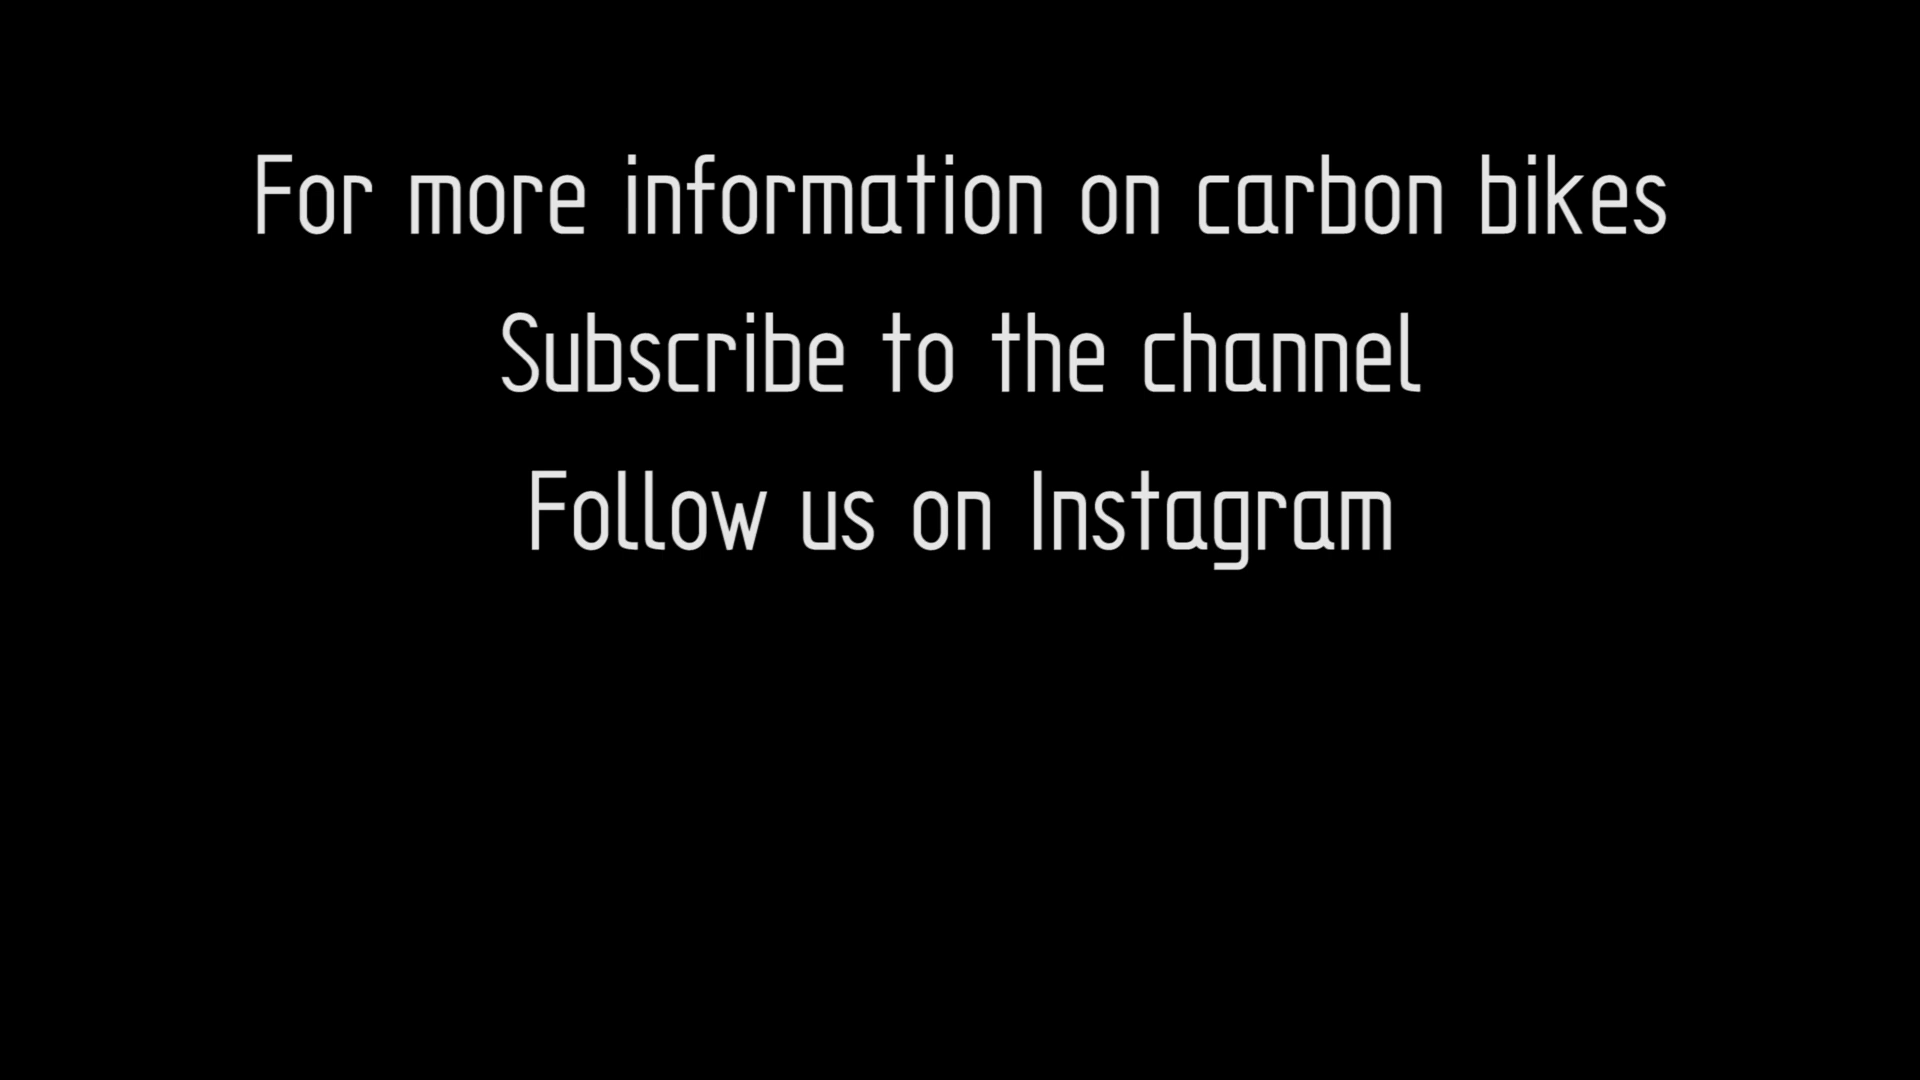 For more information on carbon bikes
Subscribe to the channel
Follow us on Instagram